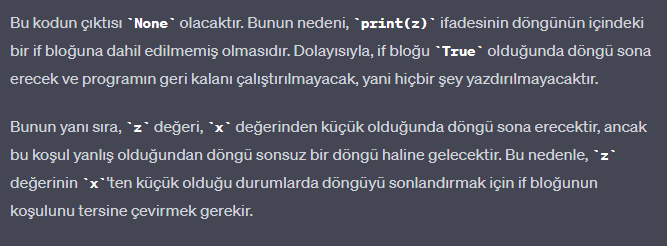 Bu kodun çıktısı `None` olacaktır. Bunun nedeni, `print(z)` ifadesinin döngünün içindeki
bir if bloğuna dahil edilmemiş olmasıdır. Dolayısıyla, if bloğu `True` olduğunda döngü sona
erecek ve programın geri kalanı çalıştırılmayacak, yani hiçbir şey yazdırılmayacaktır.
Bunun yanı sıra, `z` değeri, `x` değerinden küçük olduğunda döngü sona erecektir, ancak
bu koşul yanlış olduğundan döngü sonsuz bir döngü haline gelecektir. Bu nedenle, `z`
değerinin `x`'ten küçük olduğu durumlarda döngüyü sonlandırmak için if bloğunun
koşulunu tersine çevirmek gerekir.